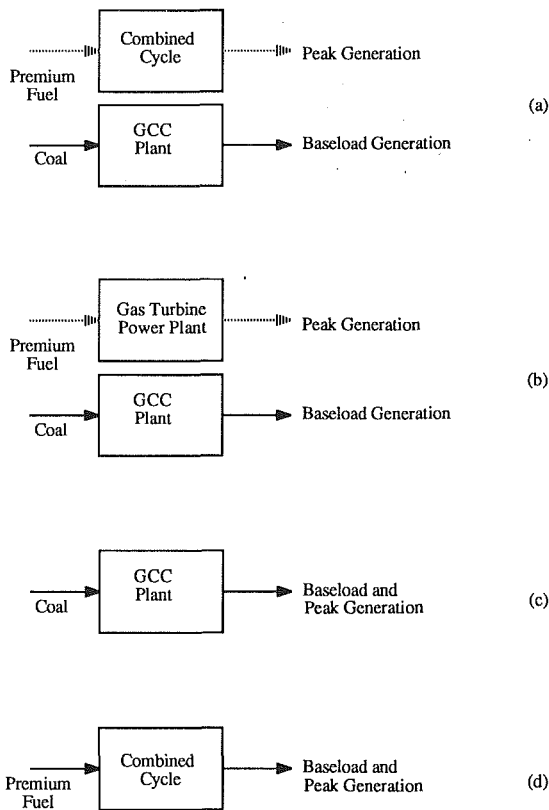 Combined
Cycle
Peak Generation
Premium
Fuel
(a)
GCC
Plant
Baseload Generation
Coal
Gas Turbine
Power Plant
Peak Generation
Premium
Fuel
(b)
GCC
Plant
Baseload Generation
Coal
GCC
Plant
Baseload and
Peak Generation
Coal
(c)
Combined
Cycle
Baseload and
Peak Generation
Premium
Fuel
(d)